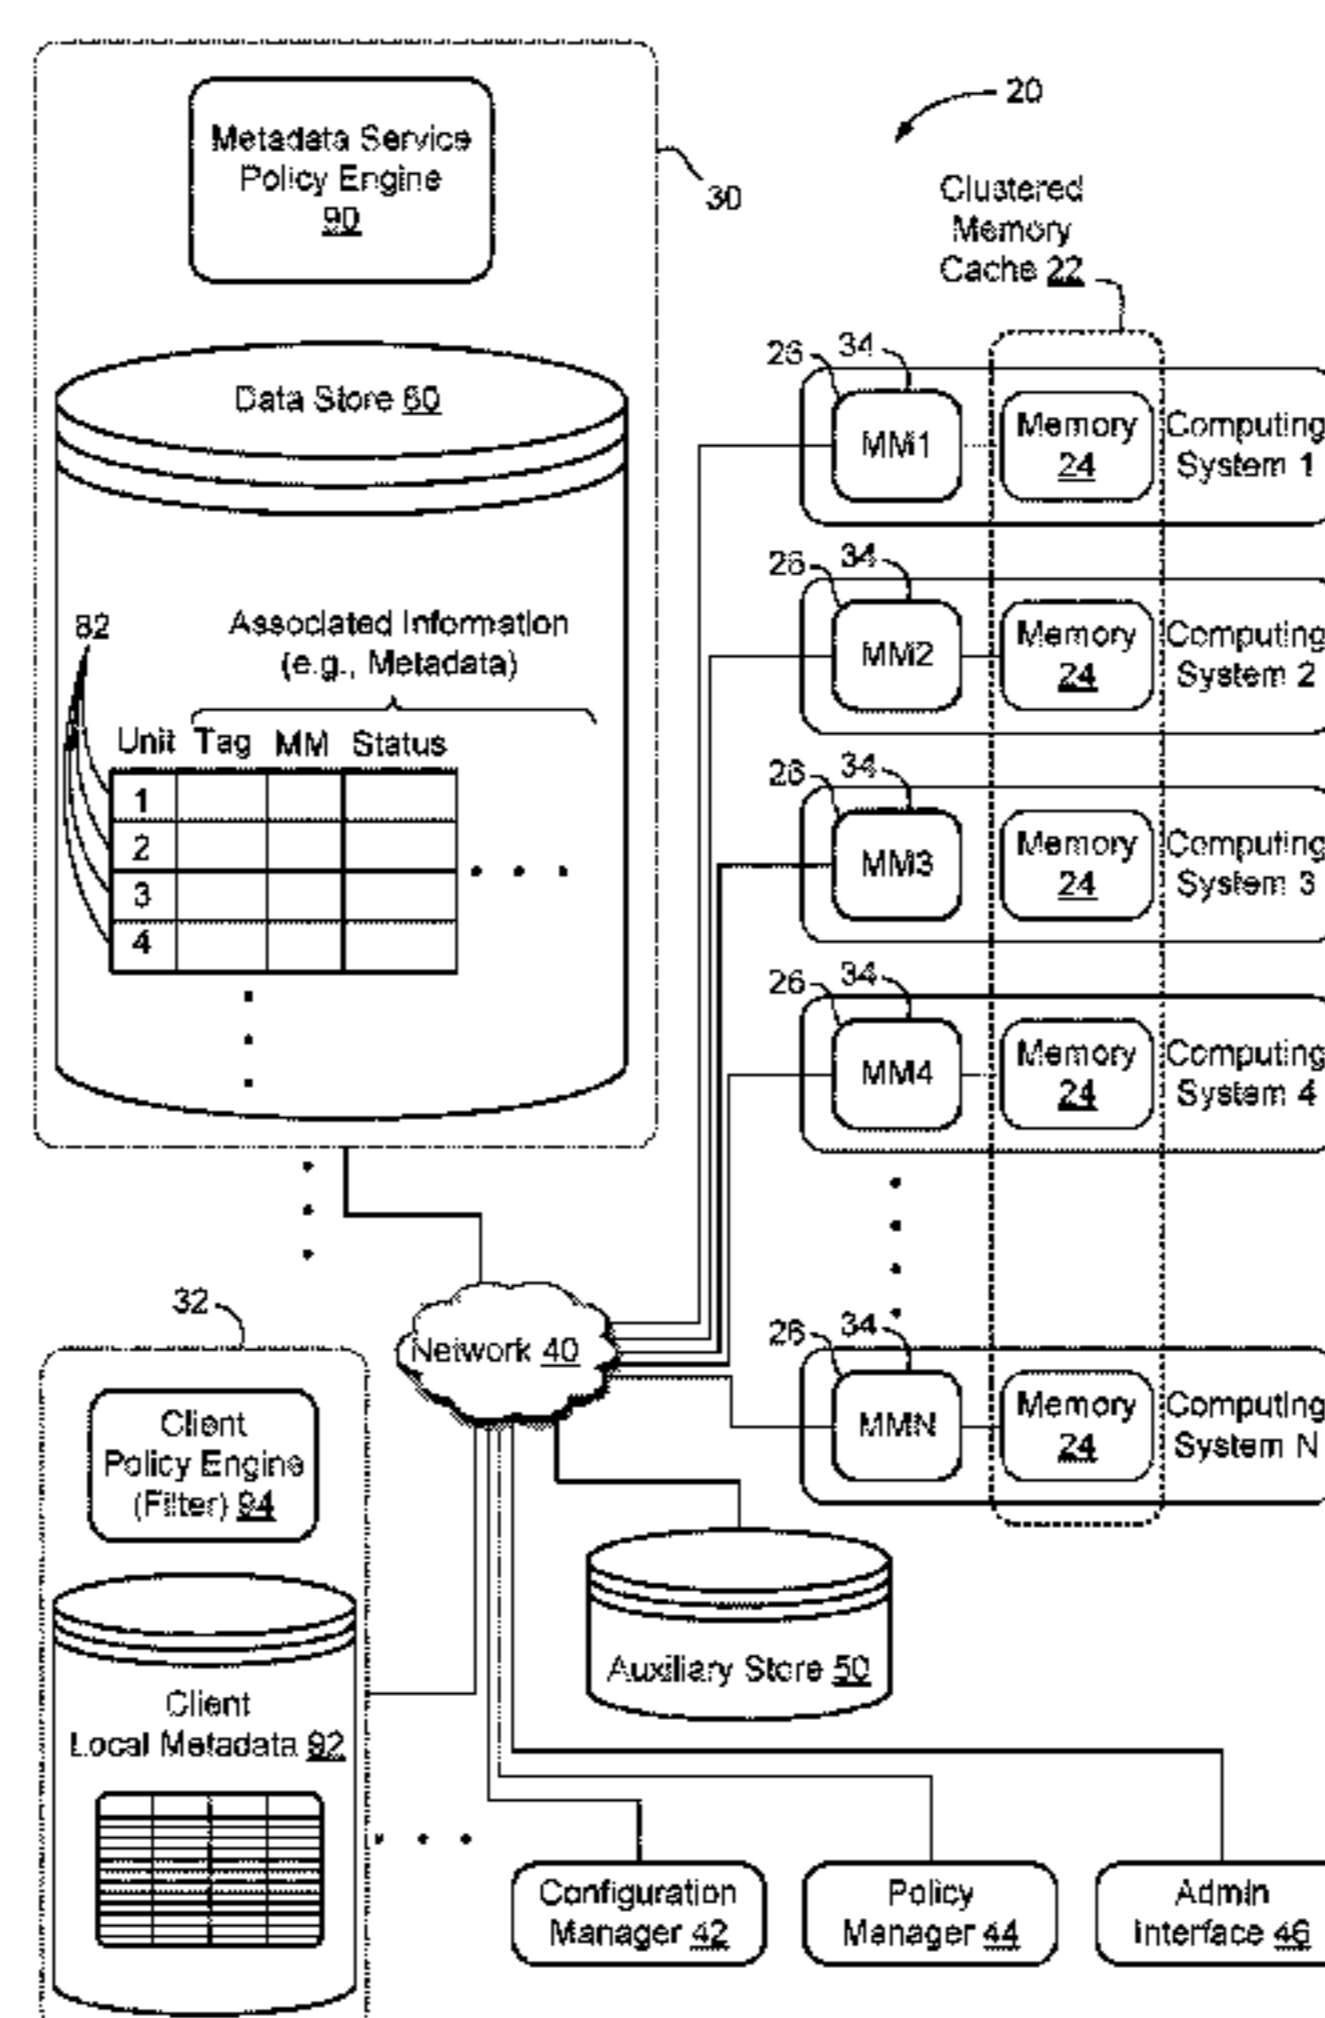 Metadata Service
Policy Engine
90
30
20
Clustered
Memory
Cache 22
Data Store 80
82
Associated Information
(e.g., Metadata)
Unit Tag MM Status
1
2
3
4
26 34
MM1
Memory
24
Computing
System 1
26 34
MM2
Memory
24
Computing
System 2
26 34
MM3
Memory
24
Computing
System 3
26 34
MM4
Memory
24
Computing
System 4
26 34
MMN
Memory
24
Computing
System N
32
Network 40
Client
Policy Engine
(Filter) 94
Client
Local Metadata 92
Auxiliary Store 50
Configuration
Manager 42
Policy
Manager 44
Admin
Interface 46